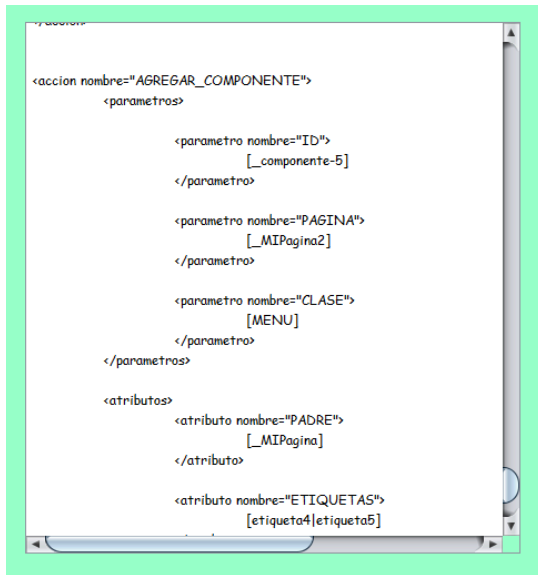 <accion nombre="AGREGAR_COMPONENTE">
<parametros>
<parametro nombre="ID">
[_componente-5]
</parametro>
<parametro nombre="PAGINA">
[_MIPagina2]
</parametro>
<parametro nombre="CLASE">
[MENU]
</parametro>
</parametros>
<atributos>
<atributo nombre="PADRE">
[_MIPagina]
</atributo>
<atributo nombre="ETIQUETAS">
[etiqueta4|etiqueta5]